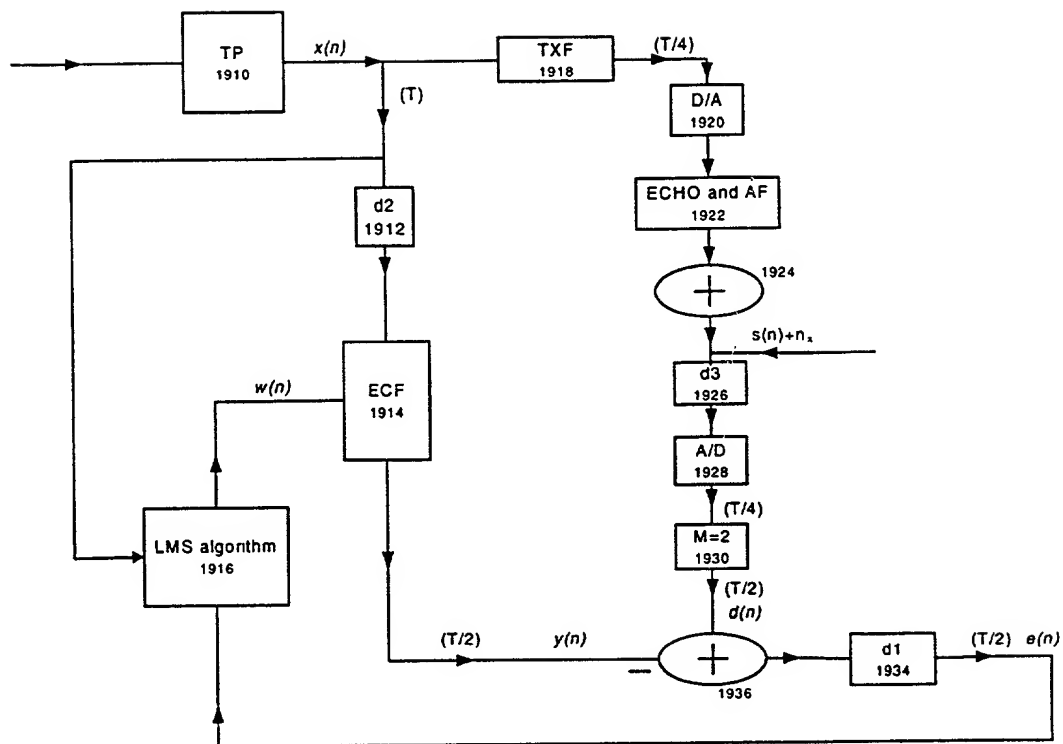 TP
1910
x(n)
TXF
1918
(T/4)
(T)
D/A
1920
ECHO and AF
1922
d2
1912
1924
+
s(n)+nₓ
ECF
1914
w(n)
d3
1926
A/D
1928
(T/4)
LMS algorithm
1916
M=2
1930
(T/2)
d(n)
(T/2)
y(n)
+
−
1936
d1
1934
(T/2)
e(n)